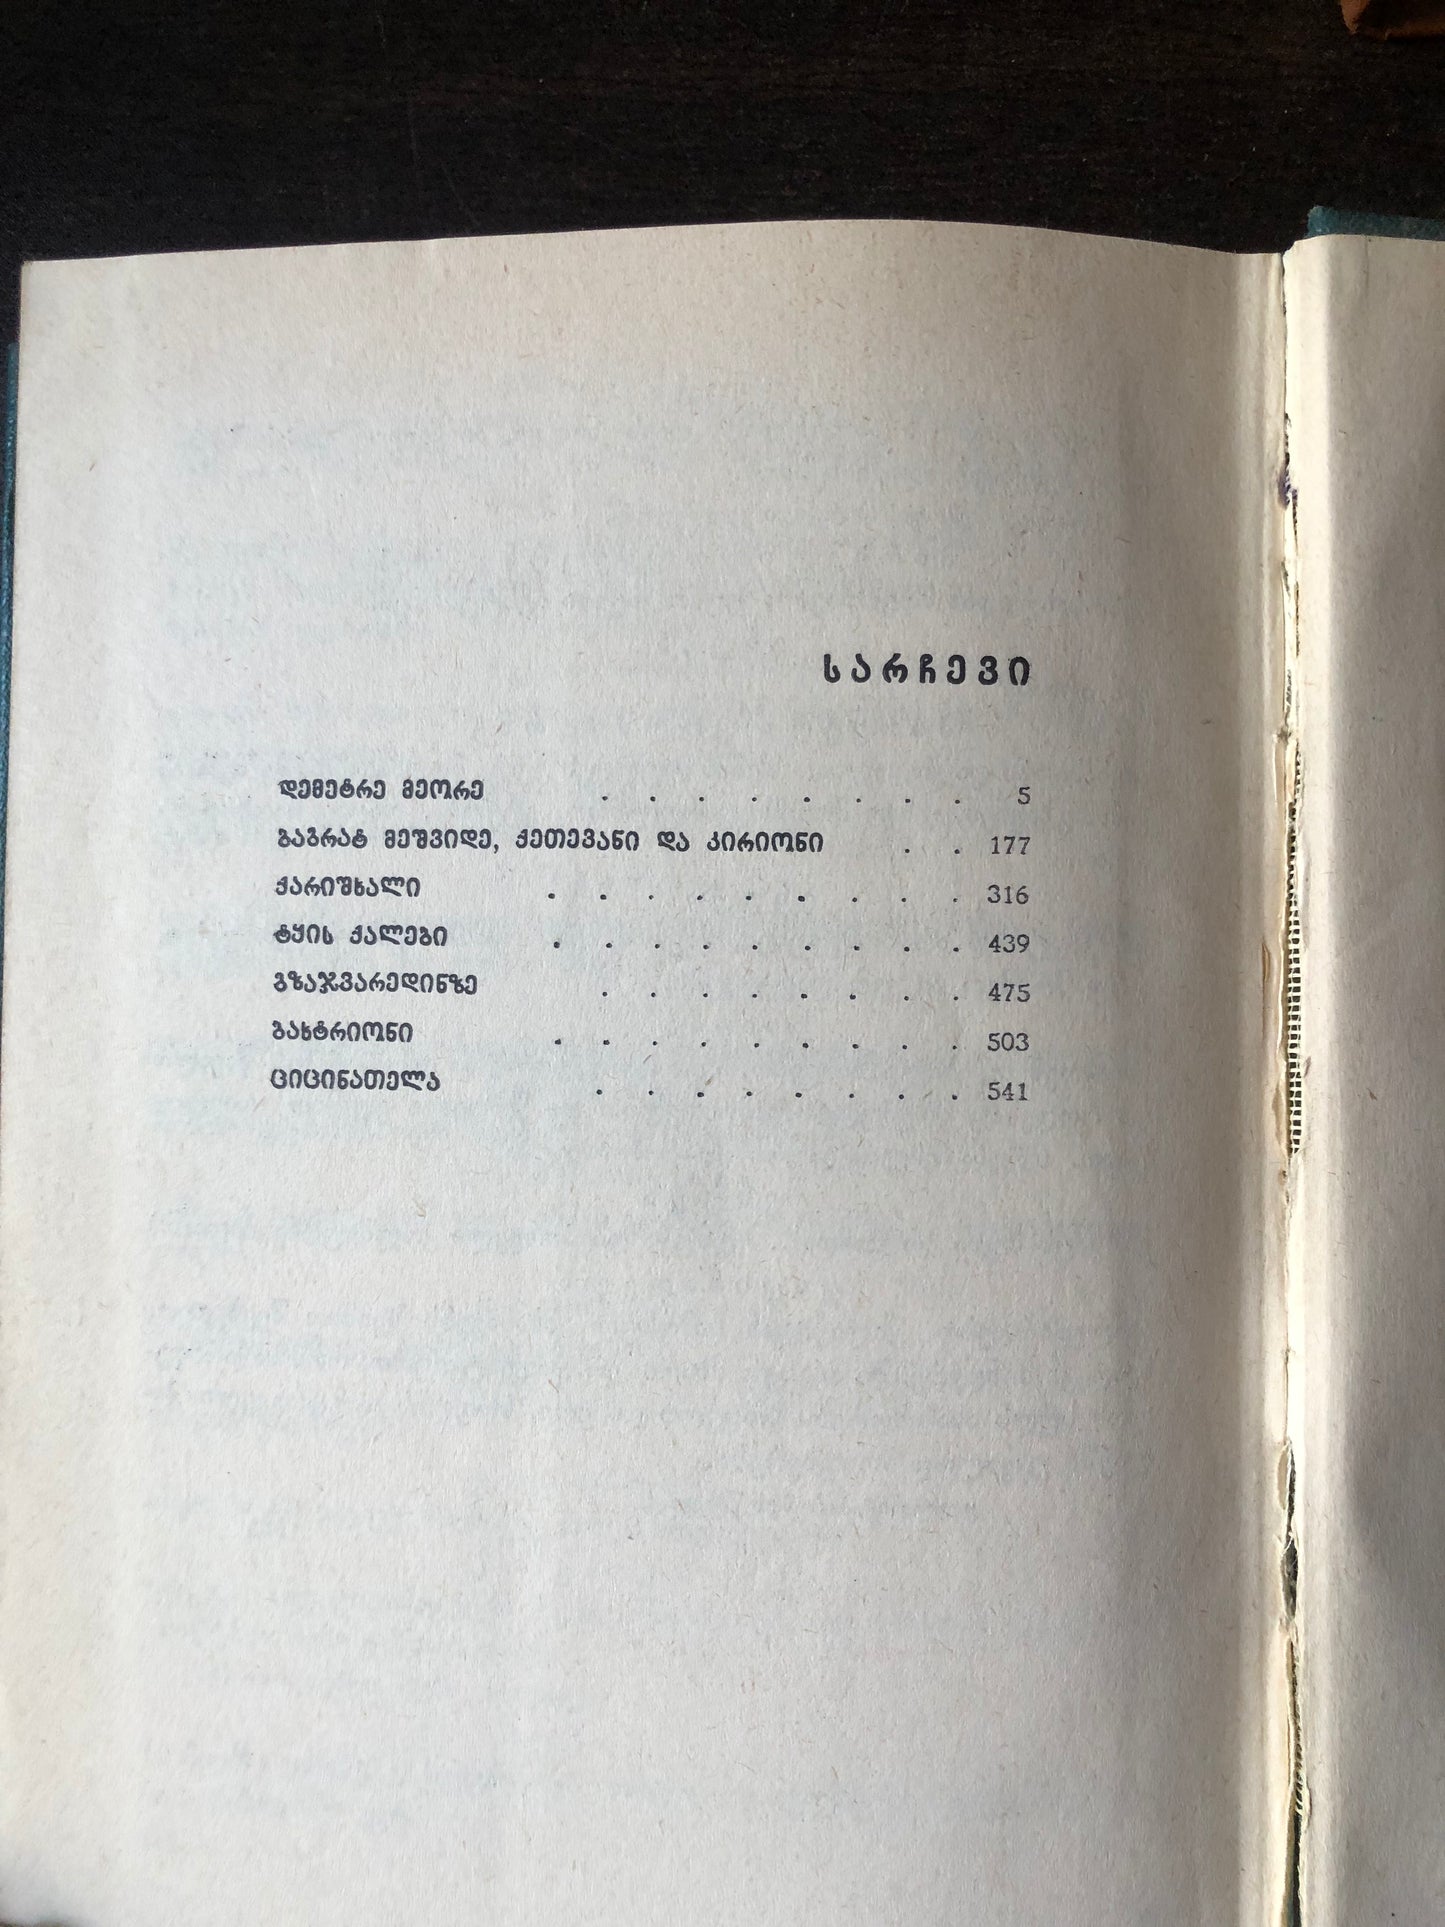 სარჩევი
დემეტრე მეორე . . . . . . . . 5
ბაგრატ მეშვიდე, ქეთევანი და კირიონი . . 177
ქარიშხალი . . . . . . . . . 316
ტყის ქალები . . . . . . . . . 439
გზაჯვარედინზე . . . . . . . . 475
ბახტრიონი . . . . . . . . . 503
ციცინათელა . . . . . . . . 541